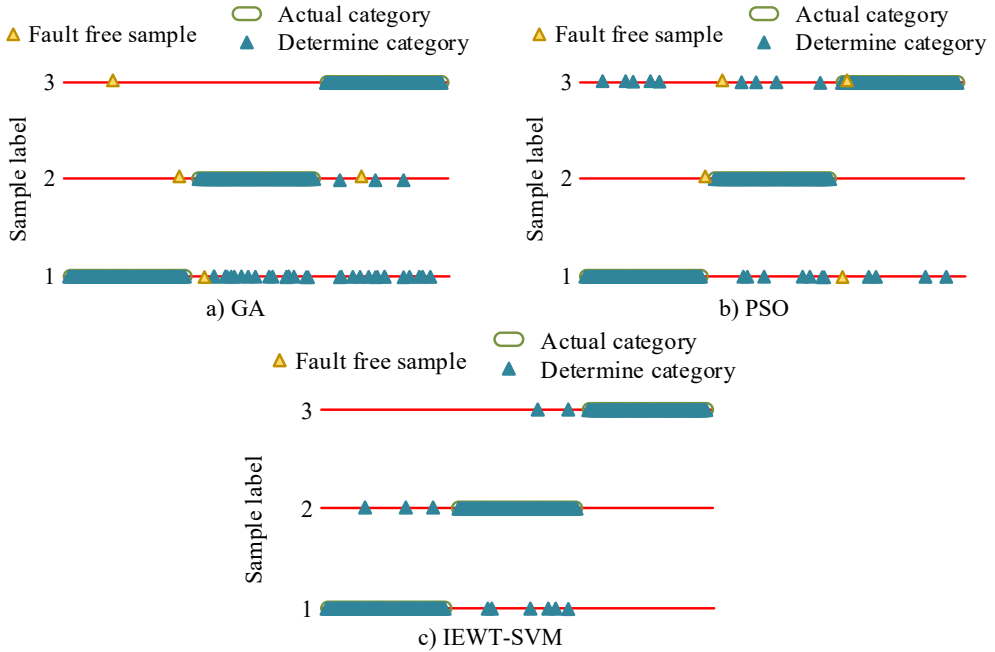 Fault free sample
Actual category
Determine category
3
2
1
Sample label
a) GA
Fault free sample
Actual category
Determine category
3
2
1
Sample label
b) PSO
Fault free sample
Actual category
Determine category
3
2
1
Sample label
c) IEWT-SVM